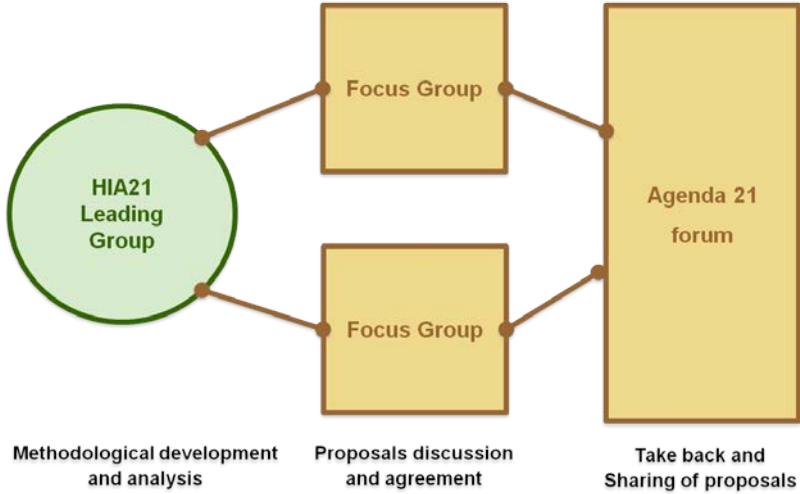 HIA21
Leading
Group
Focus Group
Focus Group
Agenda 21
forum
Methodological development
and analysis
Proposals discussion
and agreement
Take back and
Sharing of proposals